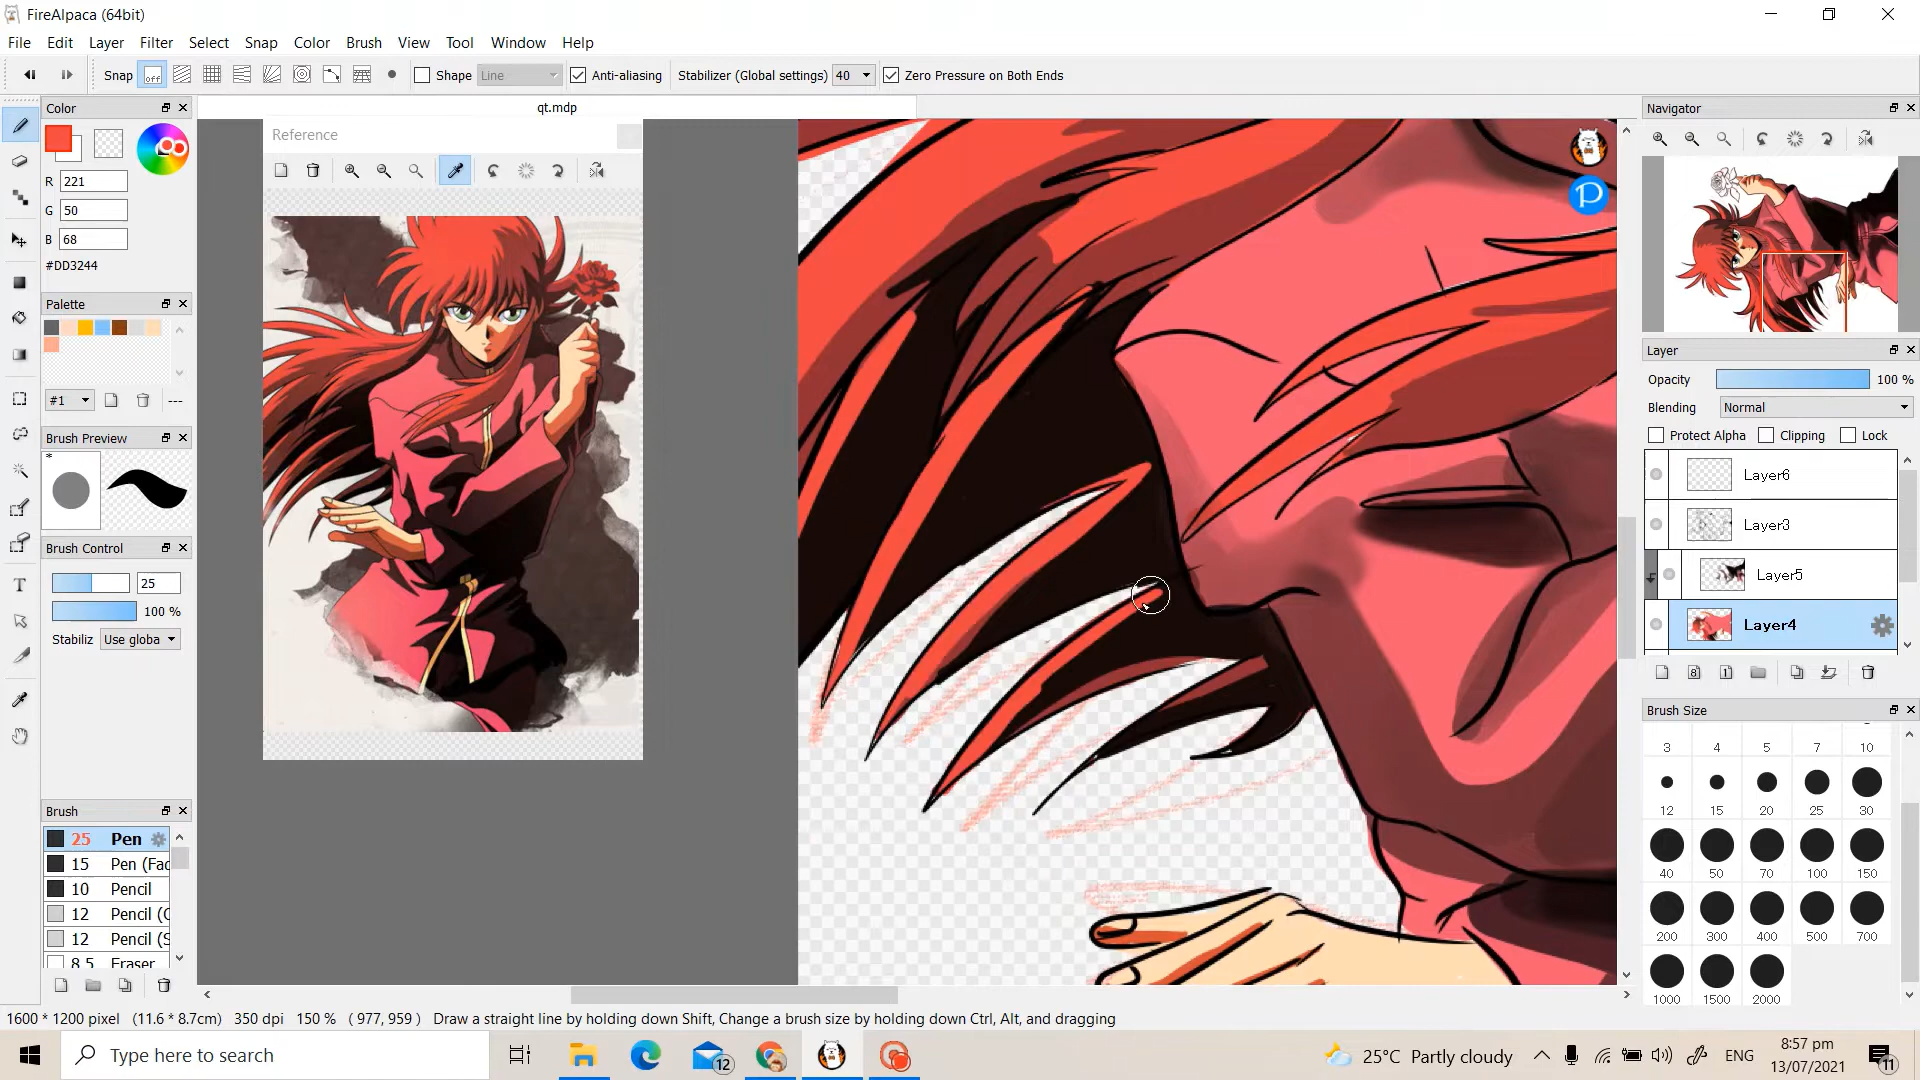 FireAlpaca (64bit)
File Edit Layer Filter Select Snap Color Brush View Tool Window Help
Snap off Shape Line Anti-aliasing Stabilizer (Global settings) 40 Zero Pressure on Both Ends
Color
qt.mdp
Navigator
Reference
R 221
G 50
B 68
#DD3244
Palette
#1
---
Layer
Opacity 100 %
Blending Normal
Protect Alpha Clipping Lock
Layer6
Layer3
Layer5
Layer4
Brush Preview
*
Brush Control
25
100 %
Stabiliz Use globa
Brush Size
3 4 5 7 10
12 15 20 25 30
40 50 70 100 150
200 300 400 500 700
1000 1500 2000
Brush
25 Pen
15 Pen (Fad
10 Pencil
12 Pencil (C
12 Pencil (S
8.5 Eraser
P
1600 * 1200 pixel (11.6 * 8.7cm) 350 dpi 150 % ( 977, 959 ) Draw a straight line by holding down Shift, Change a brush size by holding down Ctrl, Alt, and dragging
Type here to search
12
25°C Partly cloudy
ENG
8:57 pm
13/07/2021
11